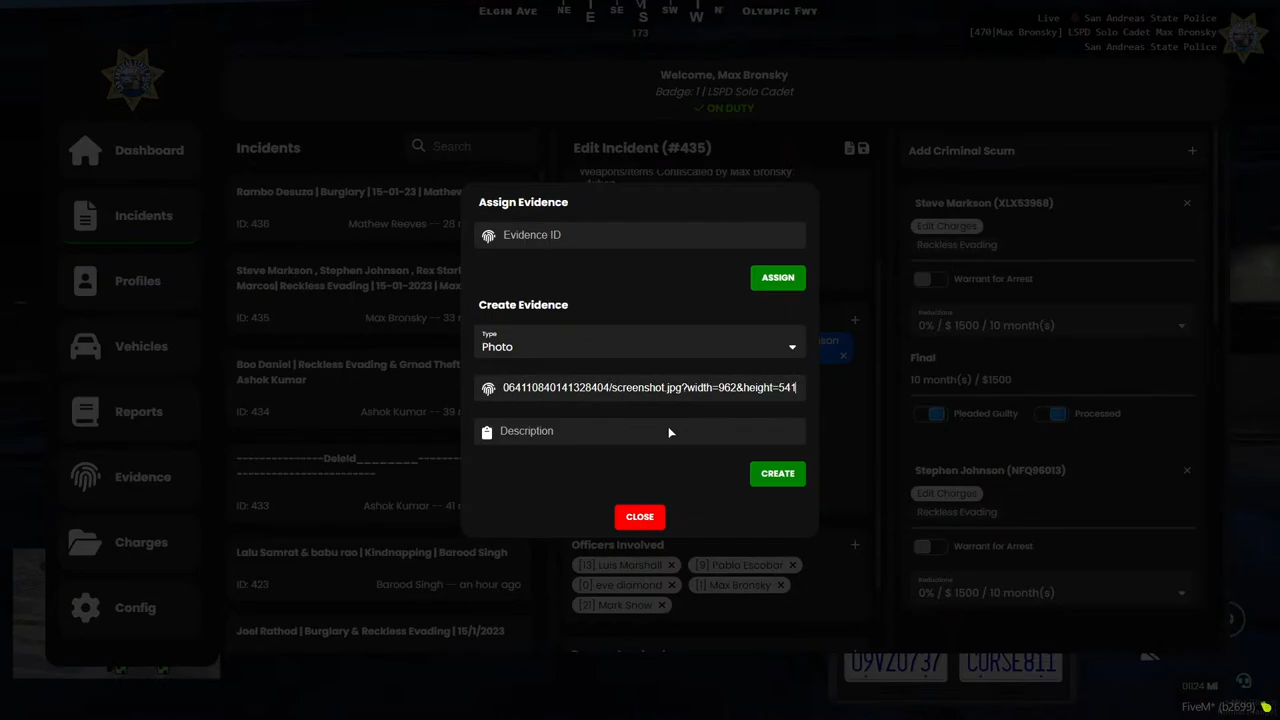 ELGIN AVE
NE
E
SE
S
SW
W
OLYMPIC FWY
173
Live San Andreas State Police
[470|Max Bronsky] LSPD Solo Cadet Max Bronsky
San Andreas State Police
Welcome, Max Bronsky
Badge: 1 | LSPD Solo Cadet
ON DUTY
Dashboard
Incidents
Profiles
Vehicles
Reports
Evidence
Charges
Config
Incidents
Search
Rambo Desuza | Burglary | 15-01-23 | Mathew
ID: 436
Mathew Reeves -- 28
Steve Markson , Stephen Johnson , Rex Star
Marcos| Reckless Evading | 15-01-2023 | Max
ID: 435
Max Bronsky -- 33
Boo Daniel | Reckless Evading & Grnad Theft
Ashok Kumar
ID: 434
Ashok Kumar -- 39
--------------------DeleId________-----
-----------------------
ID: 433
Ashok Kumar -- 41
Lalu Samrat & babu rao | Kindnapping | Barood Singh
ID: 423
Barood Singh -- an hour ago
Joel Rathod | Burglary & Reckless Evading | 15/1/2023
Edit Incident (#435)
Weapons/Items Confiscated by Max Bronsky:
Assign Evidence
Evidence ID
ASSIGN
Create Evidence
Type
Photo
064110840141328404/screenshot.jpg?width=962&height=541
Description
CREATE
CLOSE
Officers Involved
[13] Luis Marshall
[9] Pablo Escobar
[0] eve diamond
[1] Max Bronsky
[21] Mark Snow
Add Criminal Scum
Steve Markson (XLX53968)
Edit Charges
Reckless Evading
Warrant for Arrest
Reductions
0% / $ 1500 / 10 month(s)
Final
10 month(s) / $1500
Pleaded Guilty
Processed
Stephen Johnson (NFQ96013)
Edit Charges
Reckless Evading
Warrant for Arrest
Reductions
0% / $ 1500 / 10 month(s)
09VZ0737
CURSE811
FiveM* (b2699)